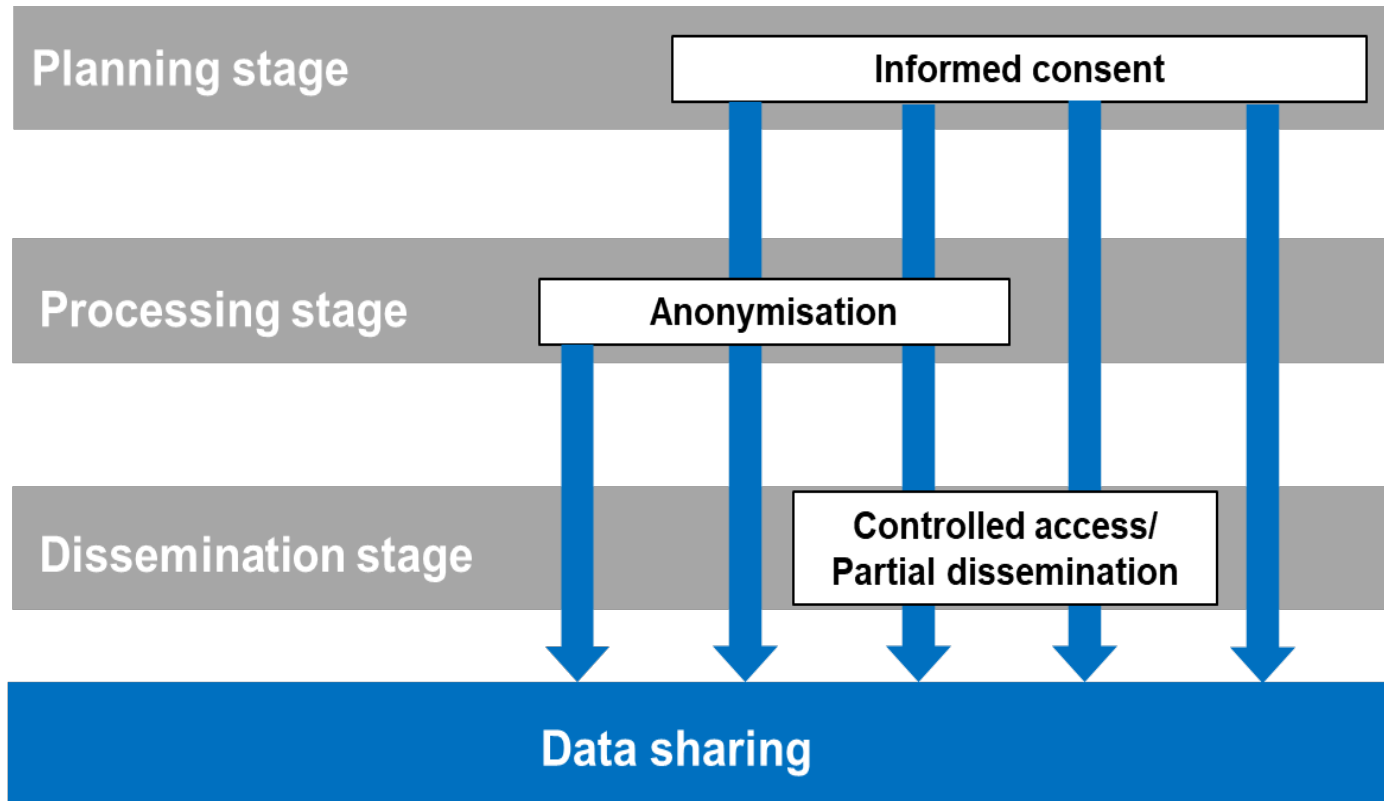 Planning stage
Informed consent
Processing stage
Anonymisation
Dissemination stage
Controlled access/
Partial dissemination
Data sharing